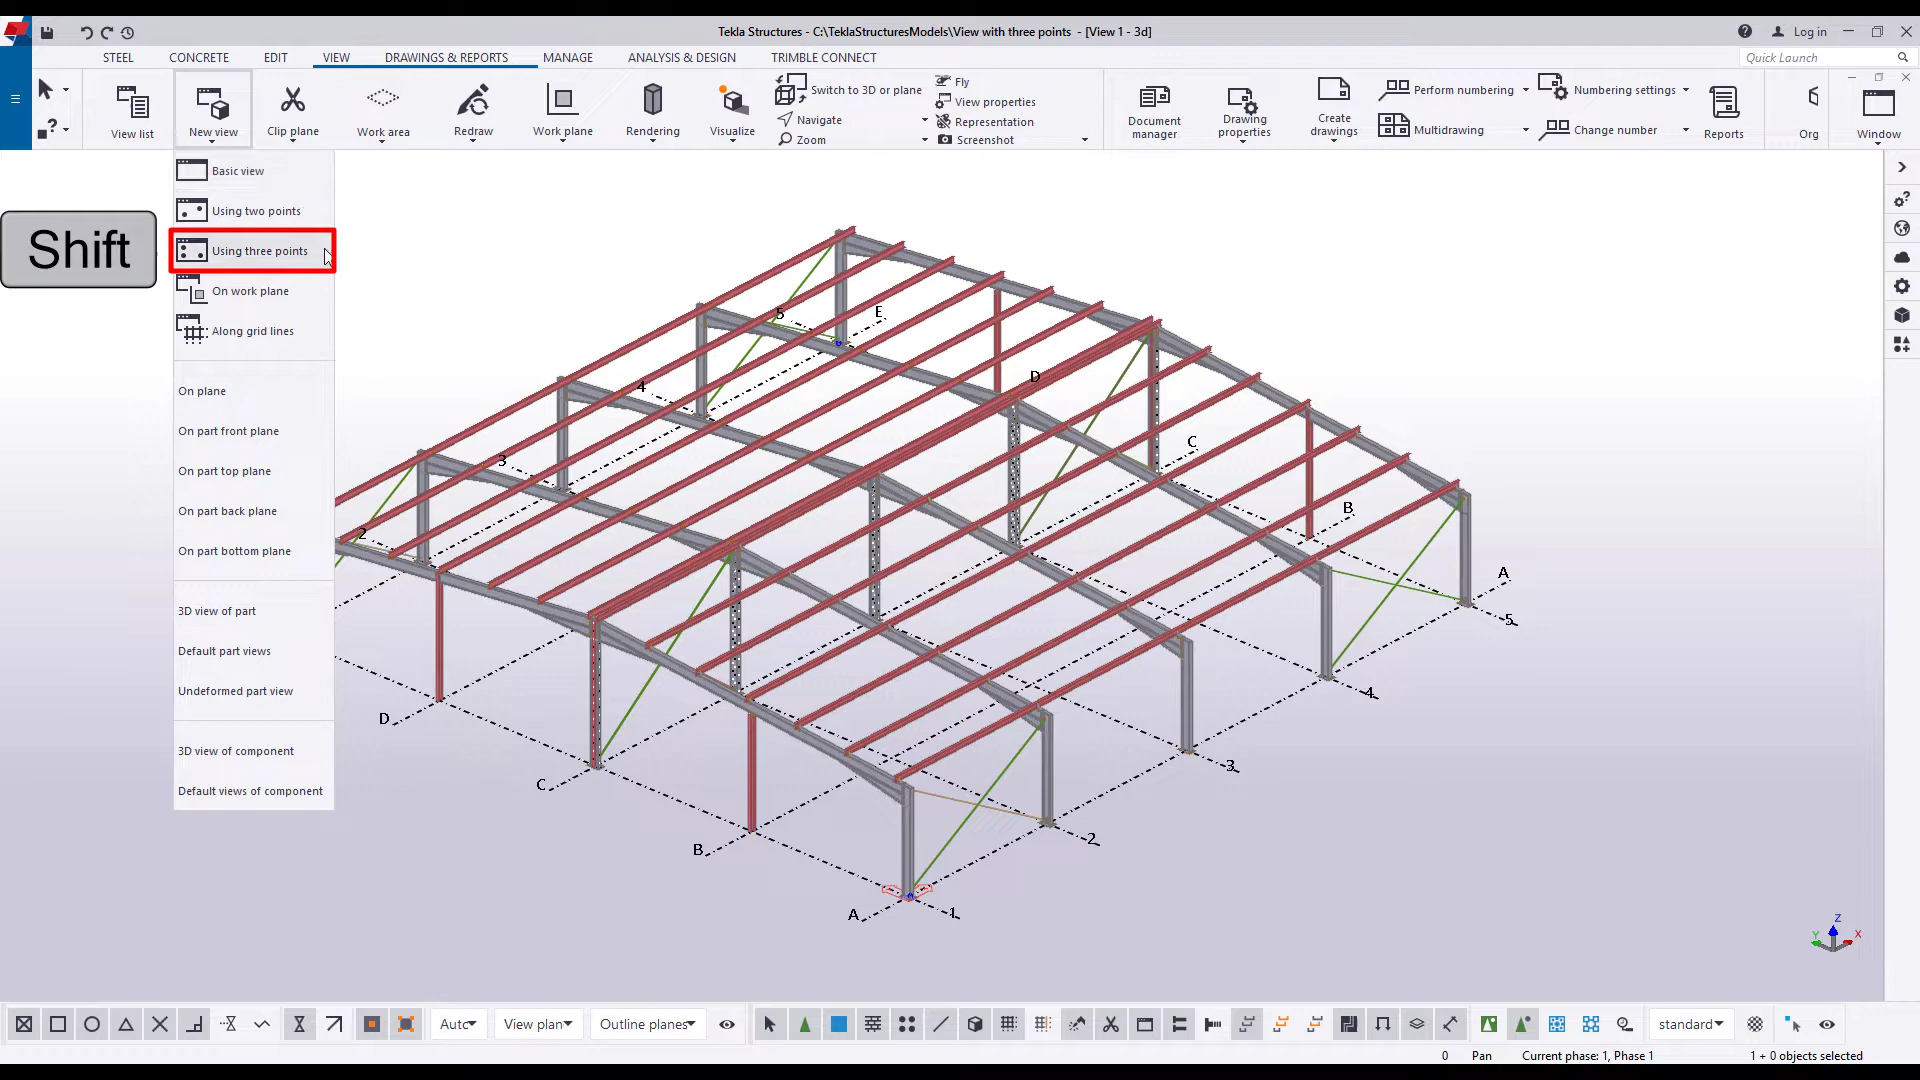 Tekla Structures - C:\TeklaStructuresModels\View with three points - [View 1 - 3d]
Log in
STEEL
CONCRETE
EDIT
VIEW
DRAWINGS & REPORTS
MANAGE
ANALYSIS & DESIGN
TRIMBLE CONNECT
Quick Launch
View list
New view
Clip plane
Work area
Redraw
Work plane
Rendering
Visualize
Switch to 3D or plane
Navigate
Zoom
Fly
View properties
Representation
Screenshot
Document manager
Drawing properties
Create drawings
Perform numbering
Multidrawing
Numbering settings
Change number
Reports
Org
Window
Shift
Basic view
Using two points
Using three points
On work plane
Along grid lines
On plane
On part front plane
On part top plane
On part back plane
On part bottom plane
3D view of part
Default part views
Undeformed part view
3D view of component
Default views of component
5
E
4
D
3
C
2
B
A
5
4
D
3
C
2
B
A
1
Z
Y
X
Auto
View plan
Outline planes
standard
0
Pan
Current phase: 1, Phase 1
1 + 0 objects selected